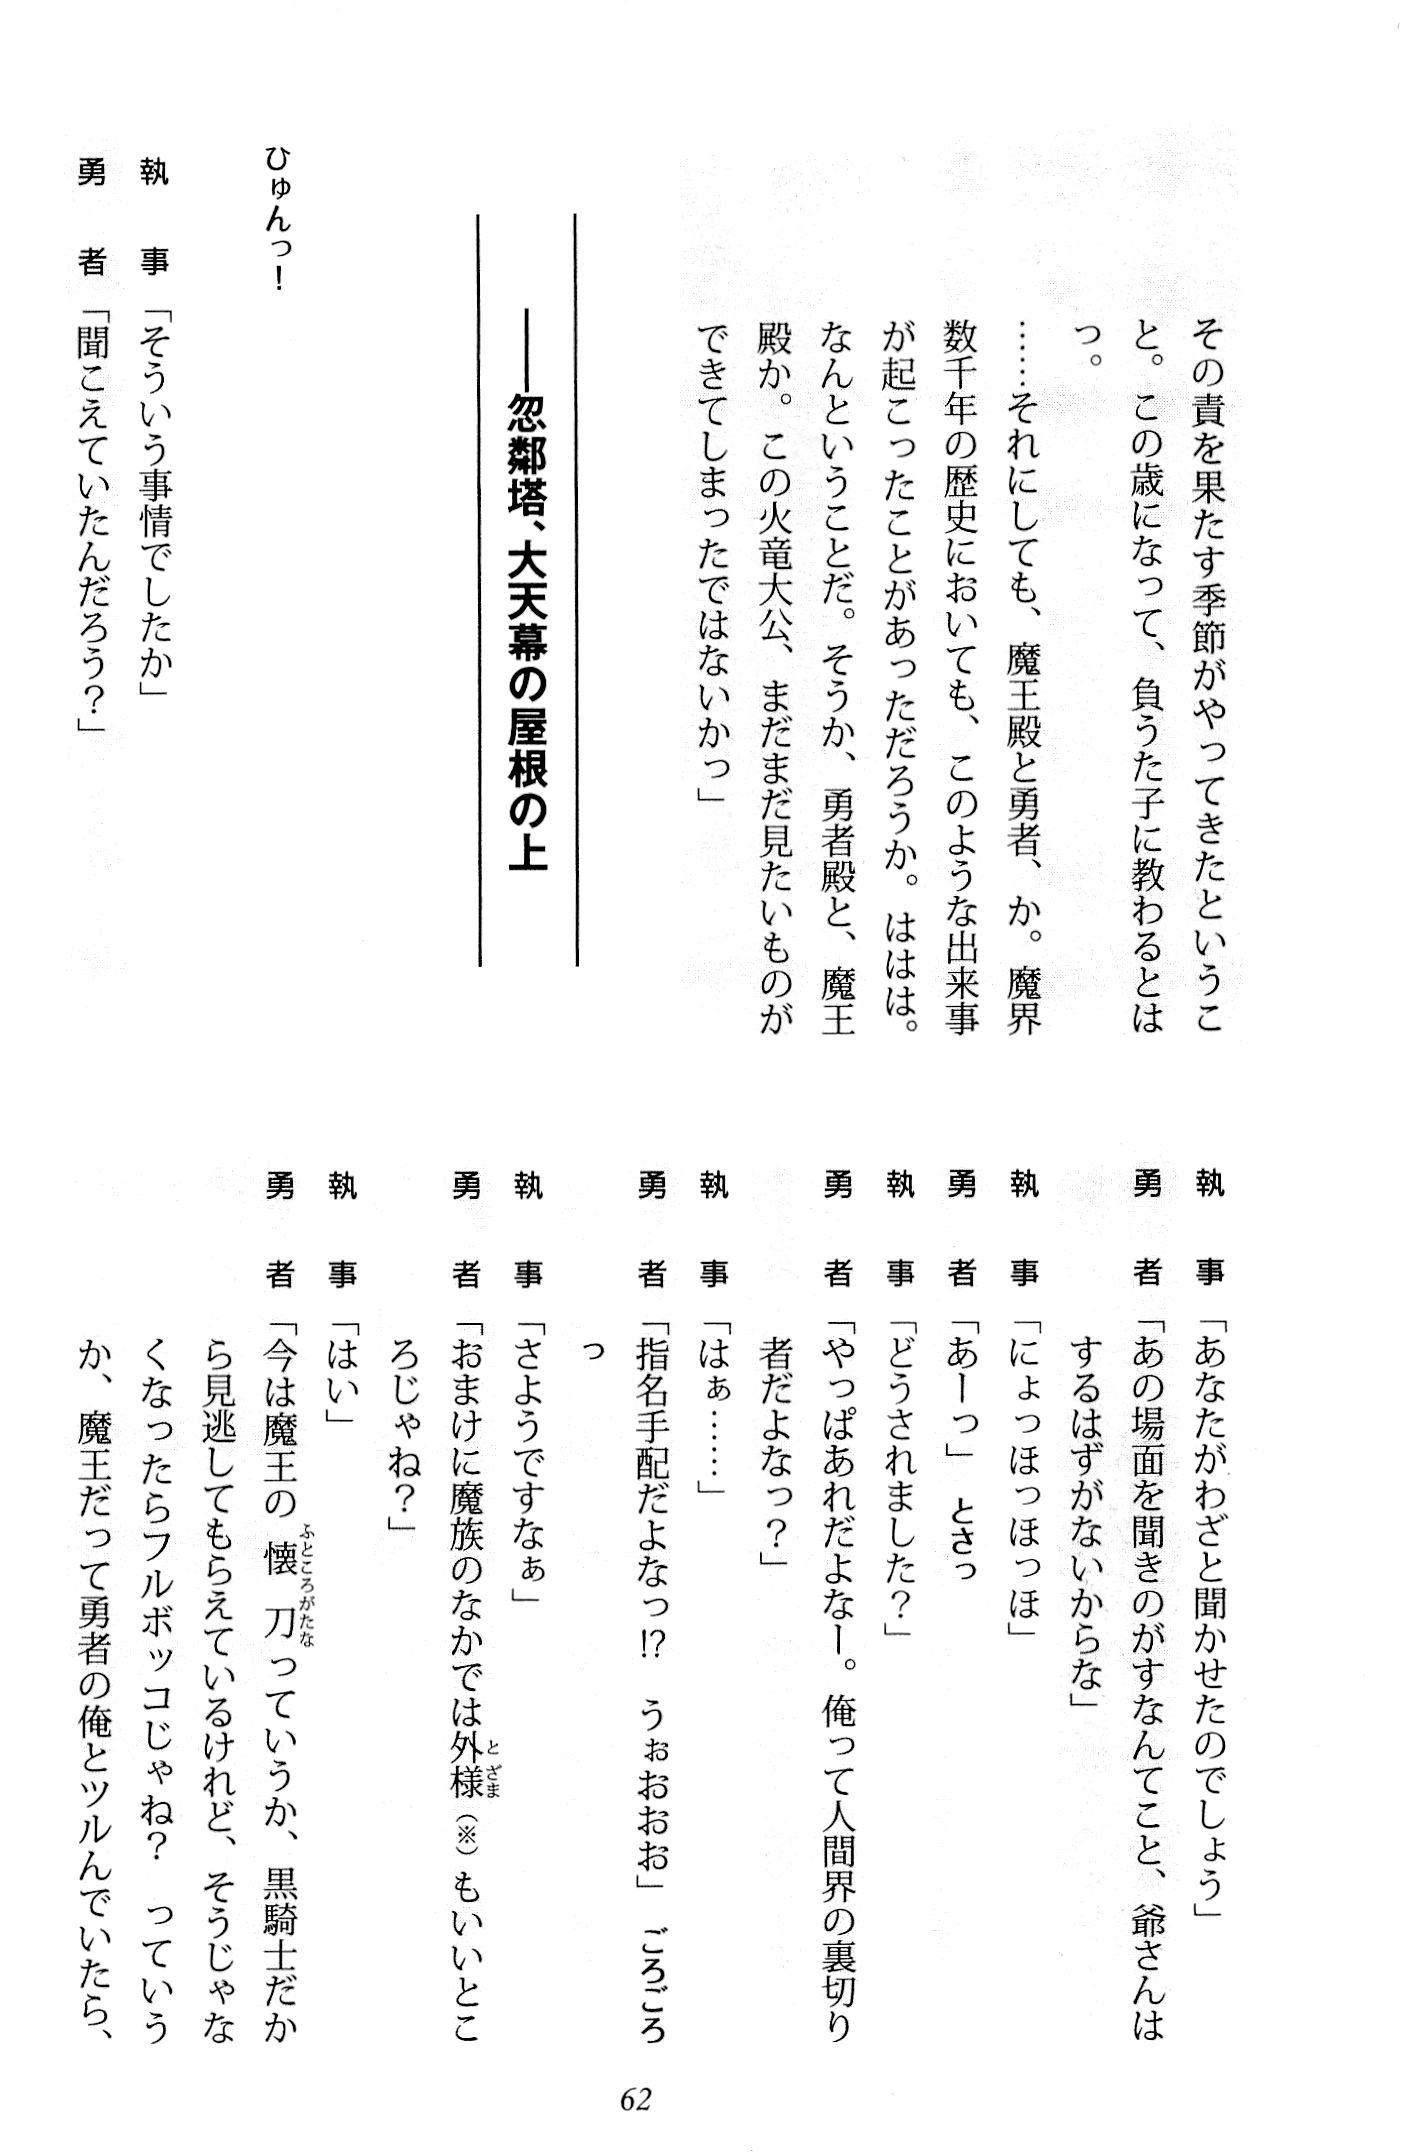 その責を果たす季節がやってきたというこ
と。この歳になって、負うた子に教わるとは
っ。
……それにしても、魔王殿と勇者、か。魔界
数千年の歴史においても、このような出来事
が起こったことがあっただろうか。ははは。
なんということだ。そうか、勇者殿と、魔王
殿か。この火竜大公、まだまだ見たいものが
できてしまったではないかっ」
――忽鄰塔、大天幕の屋根の上
ひゅんっ！
執事「そういう事情でしたか」
勇者「聞こえていたんだろう？」
執事「あなたがわざと聞かせたのでしょう」
勇者「あの場面を聞きのがすなんてこと、爺さんは
するはずがないからな」
執事「にょっほっほっほ」
勇者「あーっ」　とさっ
執事「どうされました？」
勇者「やっぱあれだよなー。俺って人間界の裏切り
者だよなっ？」
執事「はぁ……」
勇者「指名手配だよなっ!?　うぉおおお」　ごろごろ
っ
執事「さようですなぁ」
勇者「おまけに魔族のなかでは外様（※）もいいとこ
とざま
ろじゃね？」
執事「はい」
勇者「今は魔王の懐刀っていうか、黒騎士だか
ふところがたな
ら見逃してもらえているけれど、そうじゃな
くなったらフルボッコじゃね？　っていう
か、魔王だって勇者の俺とツルんでいたら、
62